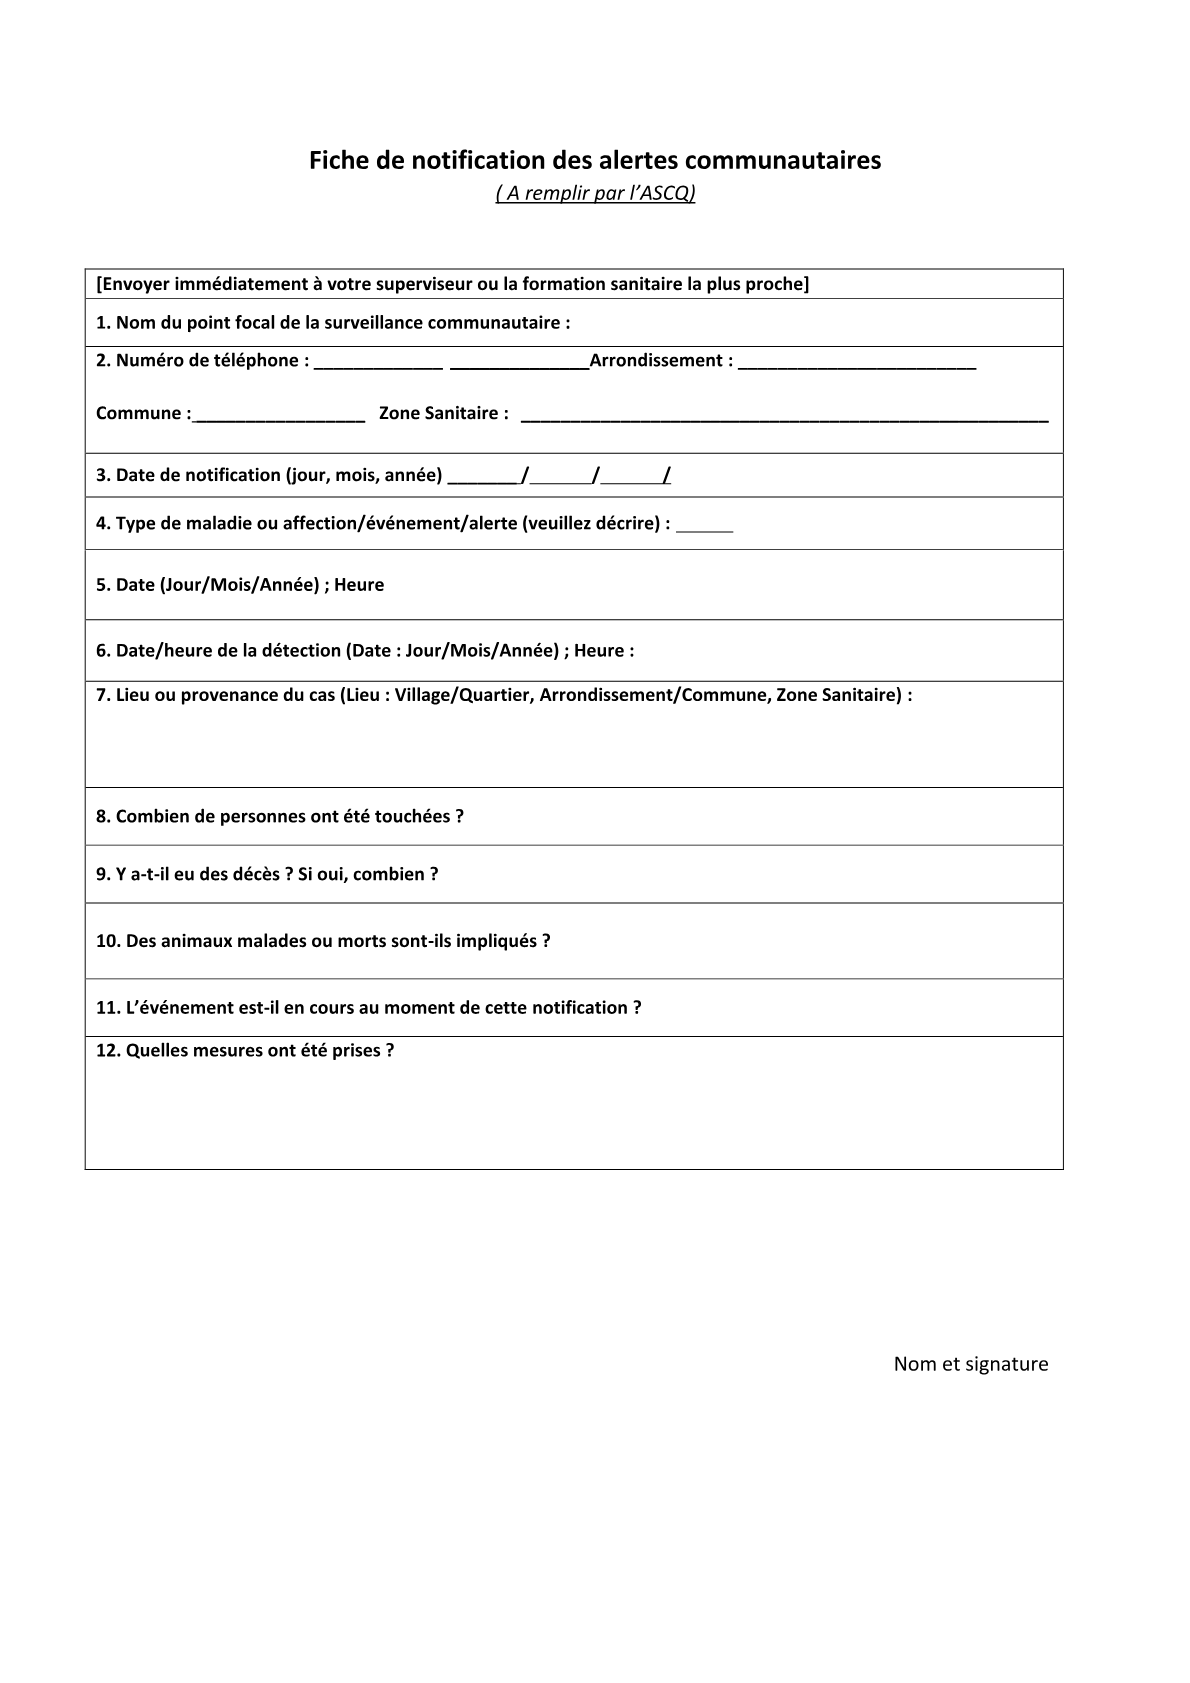 Fiche de notification des alertes communautaires
( A remplir par l'ASCQ)
[Envoyer immédiatement à votre superviseur ou la formation sanitaire la plus proche]
1. Nom du point focal de la surveillance communautaire :
2. Numéro de téléphone : _____________ ______________Arrondissement : ________________________
Commune :_________________ Zone Sanitaire : _____________________________________________________
3. Date de notification (jour, mois, année) _______ /______/______/
4. Type de maladie ou affection/événement/alerte (veuillez décrire) : ______
5. Date (Jour/Mois/Année) ; Heure
6. Date/heure de la détection (Date : Jour/Mois/Année) ; Heure :
7. Lieu ou provenance du cas (Lieu : Village/Quartier, Arrondissement/Commune, Zone Sanitaire) :
8. Combien de personnes ont été touchées ?
9. Y a-t-il eu des décès ? Si oui, combien ?
10. Des animaux malades ou morts sont-ils impliqués ?
11. L'événement est-il en cours au moment de cette notification ?
12. Quelles mesures ont été prises ?
Nom et signature